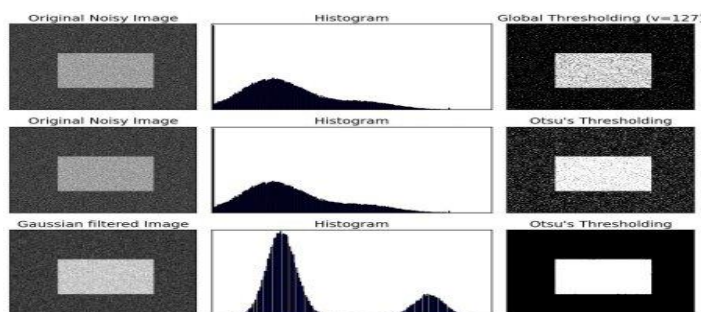 Original Noisy Image Histogram Global Thresholding (v=127)
Original Noisy Image Histogram Otsu's Thresholding
Gaussian filtered Image Histogram Otsu's Thresholding